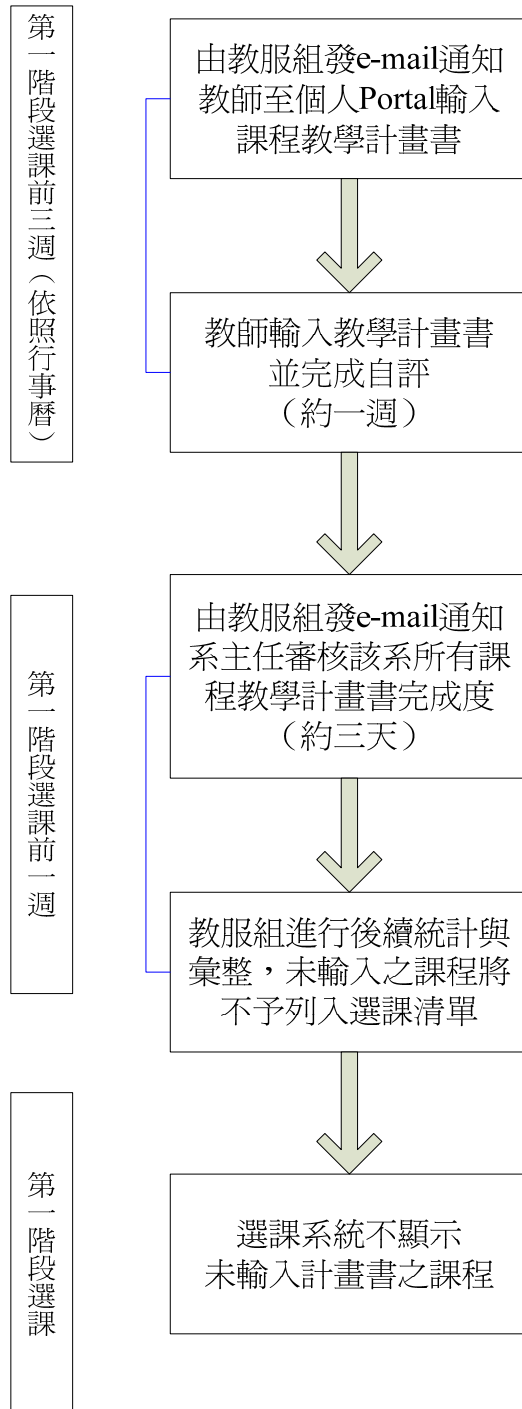 第一階段選課前三週（依照行事曆）
由教服組發e-mail通知
教師至個人Portal輸入
課程教學計畫書
教師輸入教學計畫書
並完成自評
（約一週）
第一階段選課前一週
由教服組發e-mail通知
系主任審核該系所有課
程教學計畫書完成度
（約三天）
教服組進行後續統計與
彙整，未輸入之課程將
不予列入選課清單
第一階段選課
選課系統不顯示
未輸入計畫書之課程